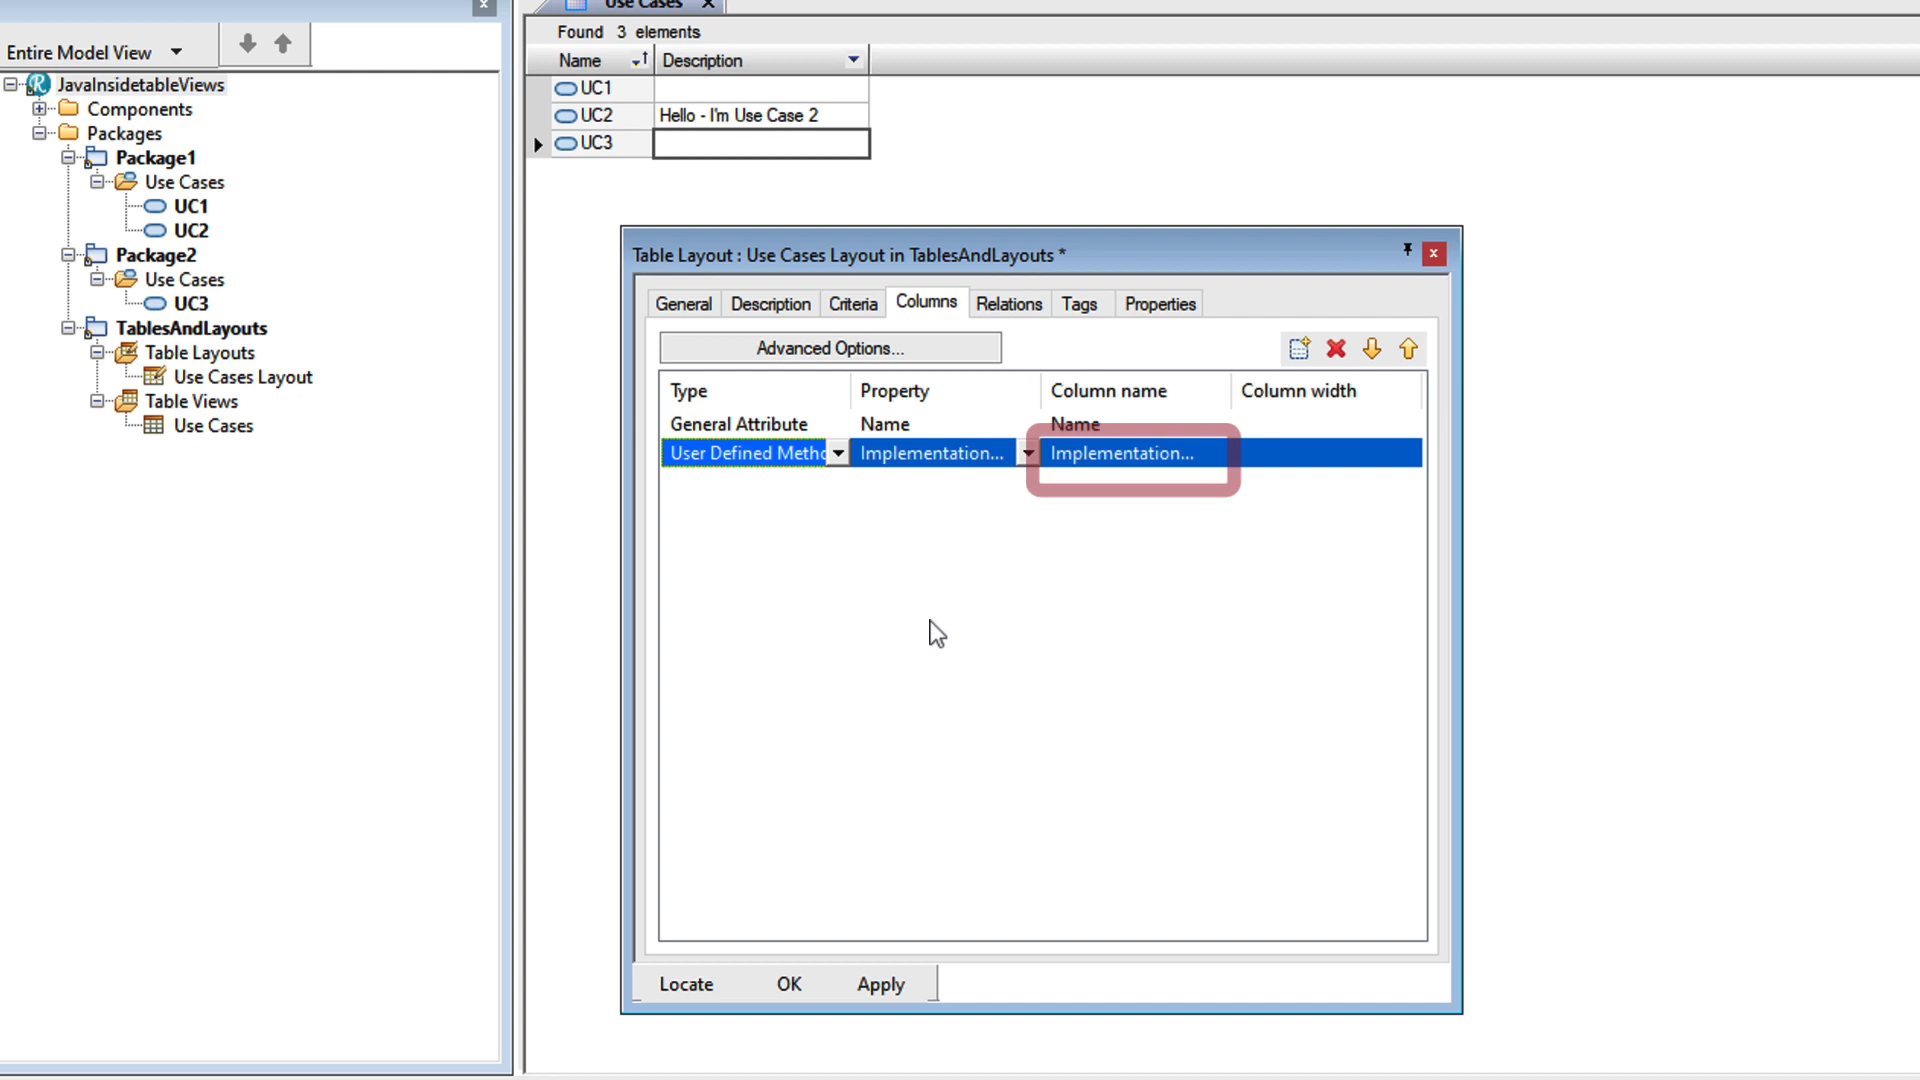 Use Cases
Entire Model View
JavaInsidetableViews
Components
Packages
Package1
Use Cases
UC1
UC2
Package2
Use Cases
UC3
TablesAndLayouts
Table Layouts
Use Cases Layout
Table Views
Use Cases
Found 3 elements
Name Description
UC1
UC2 Hello - I'm Use Case 2
UC3
Table Layout : Use Cases Layout in TablesAndLayouts *
General Description Criteria Columns Relations Tags Properties
Advanced Options...
Type Property Column name Column width
General Attribute Name Name
User Defined Metho Implementation... Implementation...
Locate OK Apply